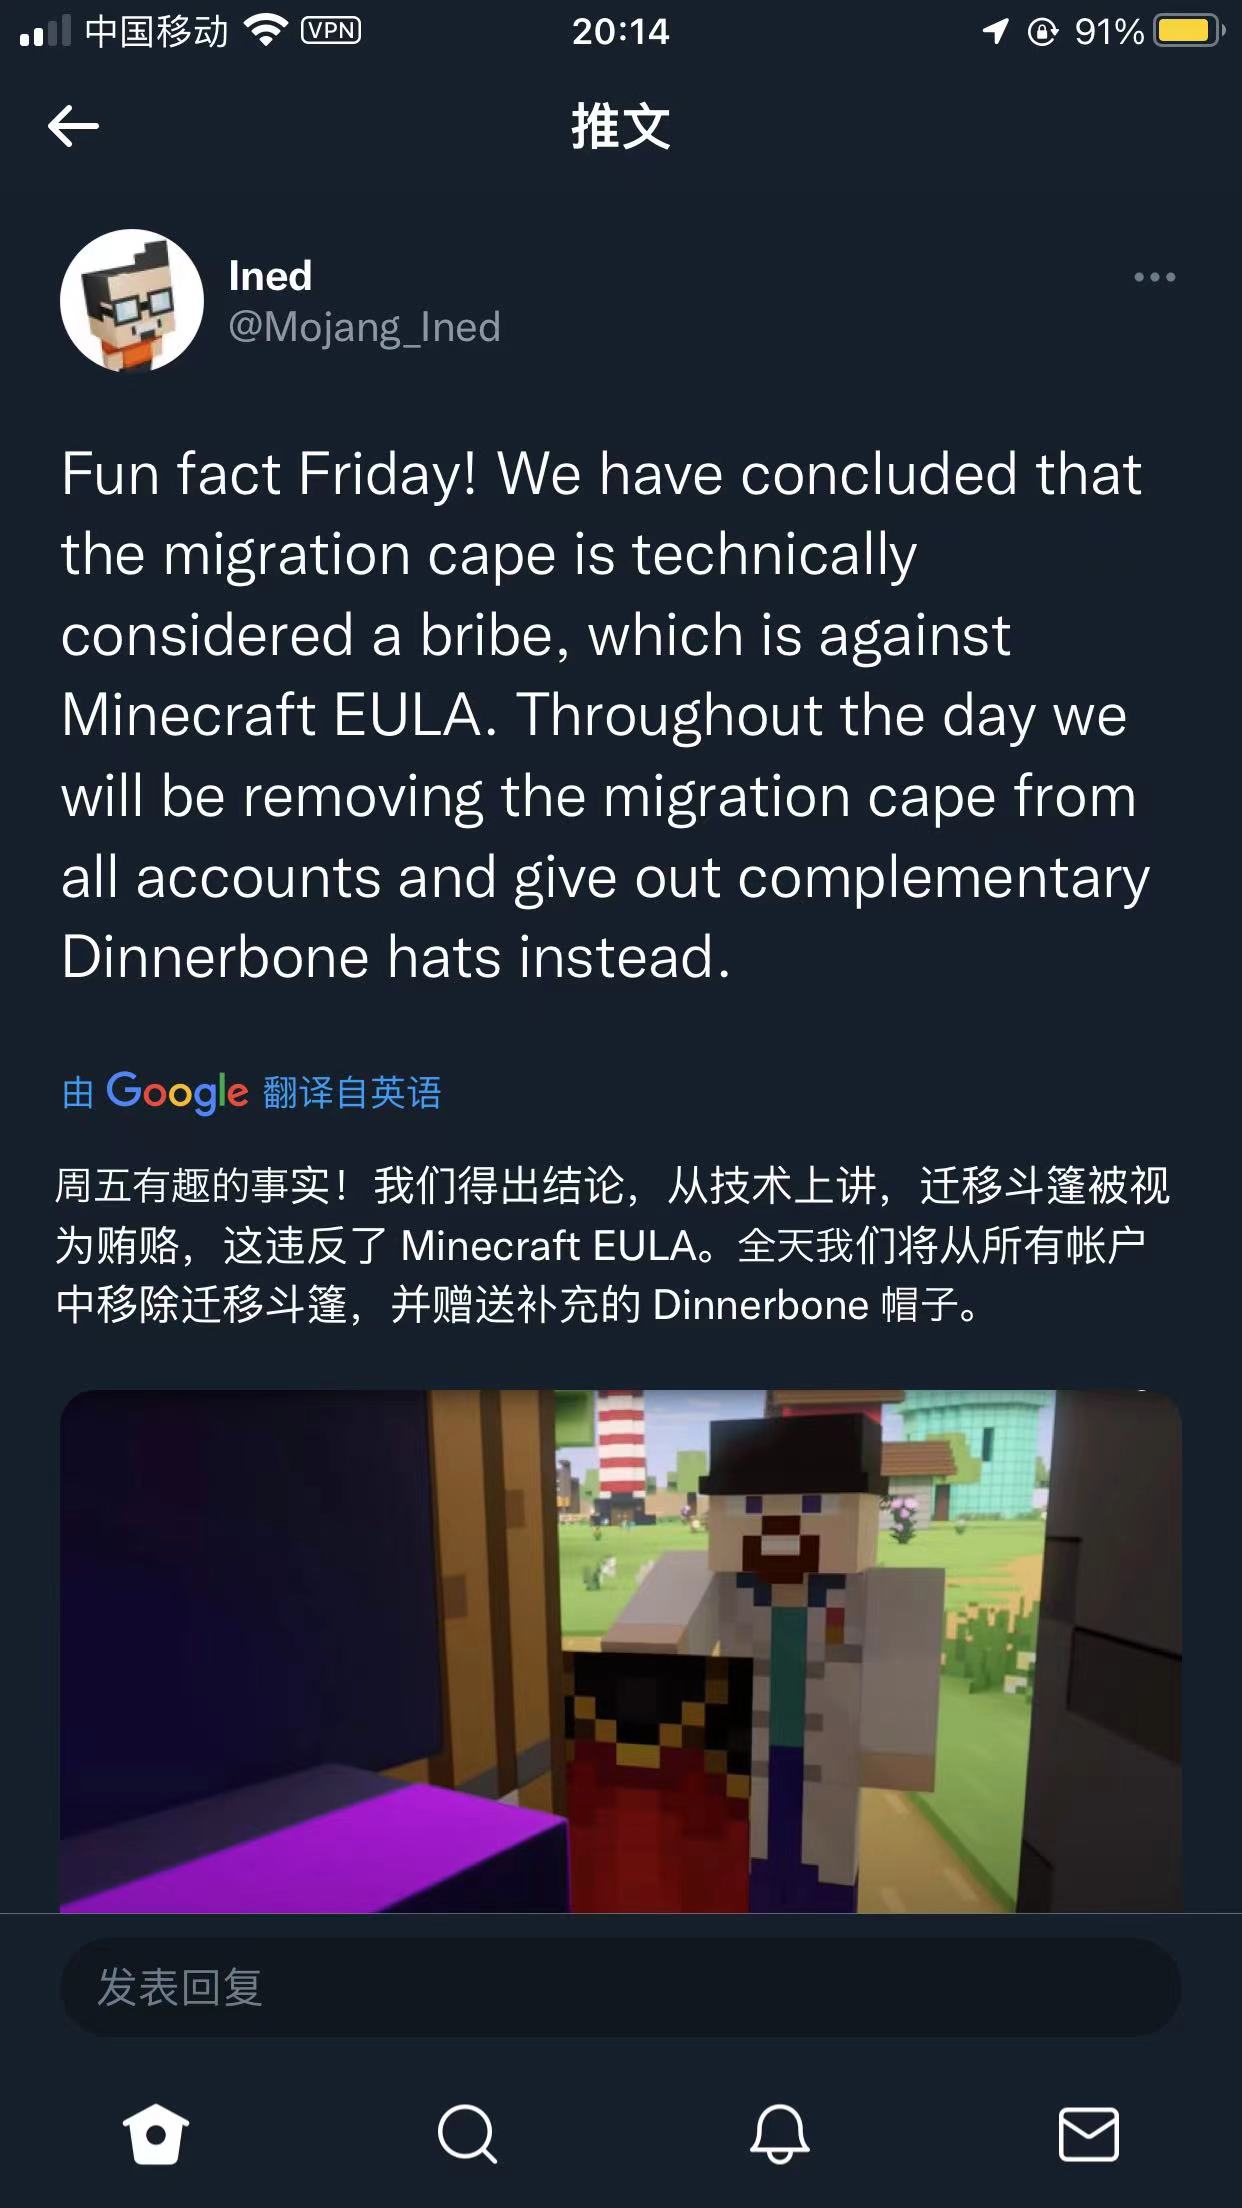 中国移动 VPN 20:14 91%
推文
Ined
@Mojang_Ined
Fun fact Friday! We have concluded that
the migration cape is technically
considered a bribe, which is against
Minecraft EULA. Throughout the day we
will be removing the migration cape from
all accounts and give out complementary
Dinnerbone hats instead.
由 Google 翻译自英语
周五有趣的事实！我们得出结论，从技术上讲，迁移斗篷被视
为贿赂，这违反了 Minecraft EULA。全天我们将从所有帐户
中移除迁移斗篷，并赠送补充的 Dinnerbone 帽子。
发表回复